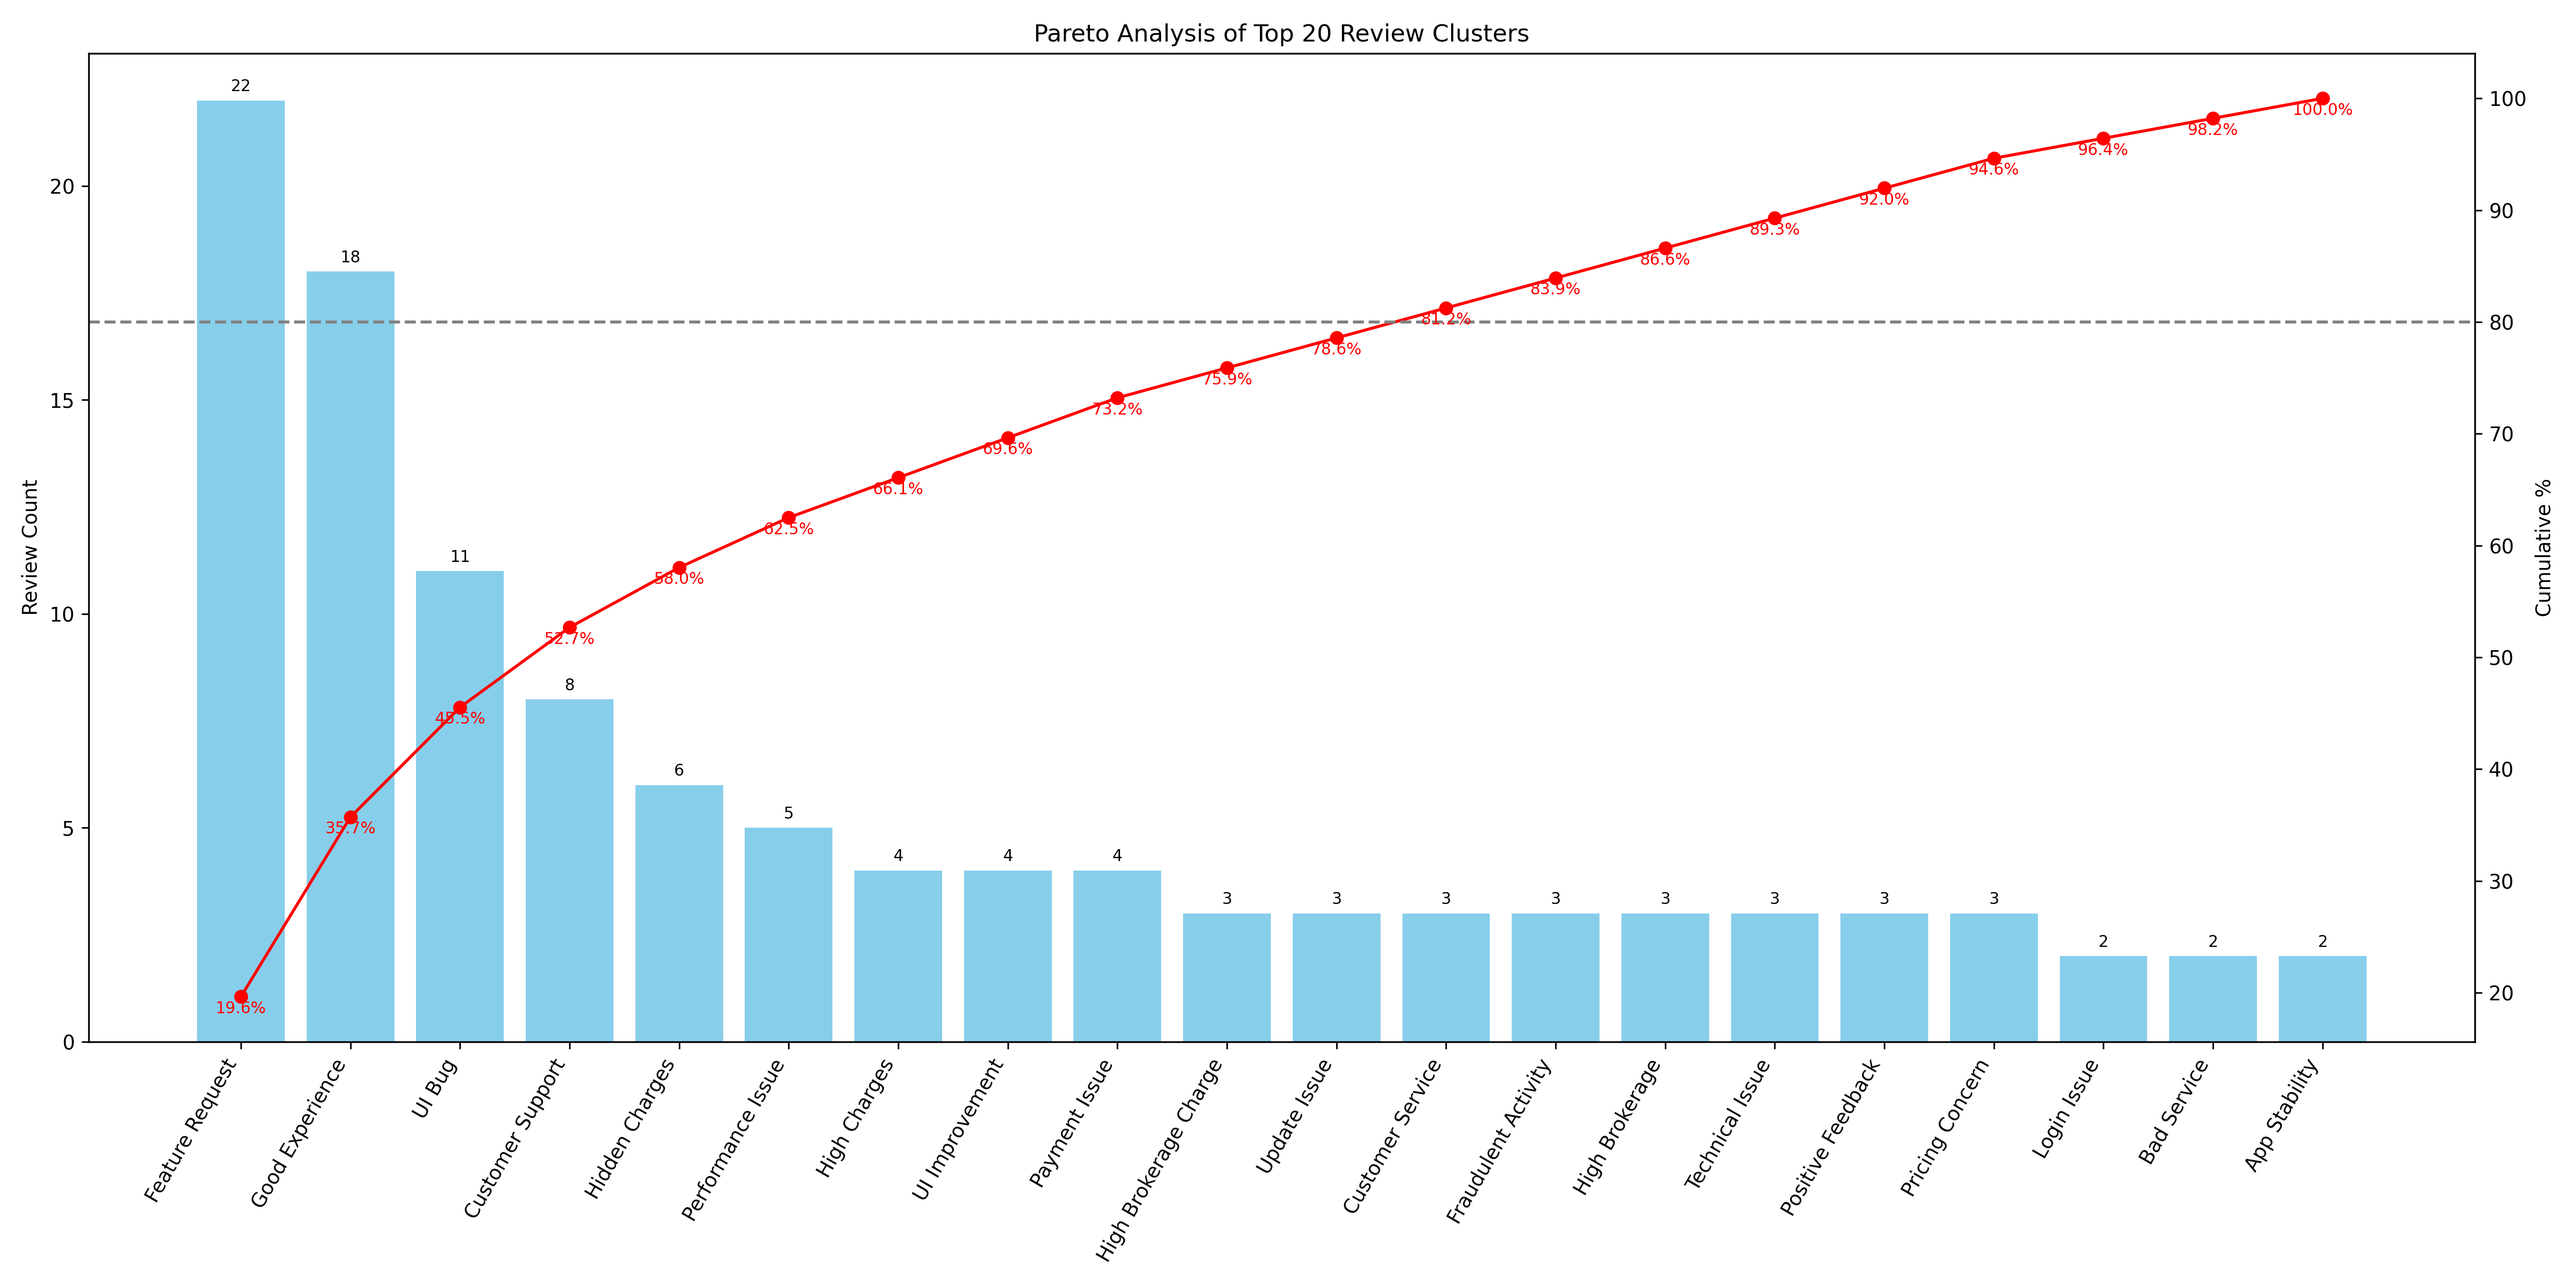 Pareto Analysis of Top 20 Review Clusters
Review Count
20
15
10
5
0
22
18
11
8
6
5
4
4
4
3
3
3
3
3
3
3
3
2
2
2
19.6%
35.7%
45.5%
52.7%
58.0%
62.5%
66.1%
69.6%
73.2%
75.9%
78.6%
81.2%
83.9%
86.6%
89.3%
92.0%
94.6%
96.4%
98.2%
100.0%
100
90
80
70
60
50
40
30
20
Cumulative %
Feature Request
Good Experience
UI Bug
Customer Support
Hidden Charges
Performance Issue
High Charges
UI Improvement
Payment Issue
High Brokerage Charge
Update Issue
Customer Service
Fraudulent Activity
High Brokerage
Technical Issue
Positive Feedback
Pricing Concern
Login Issue
Bad Service
App Stability